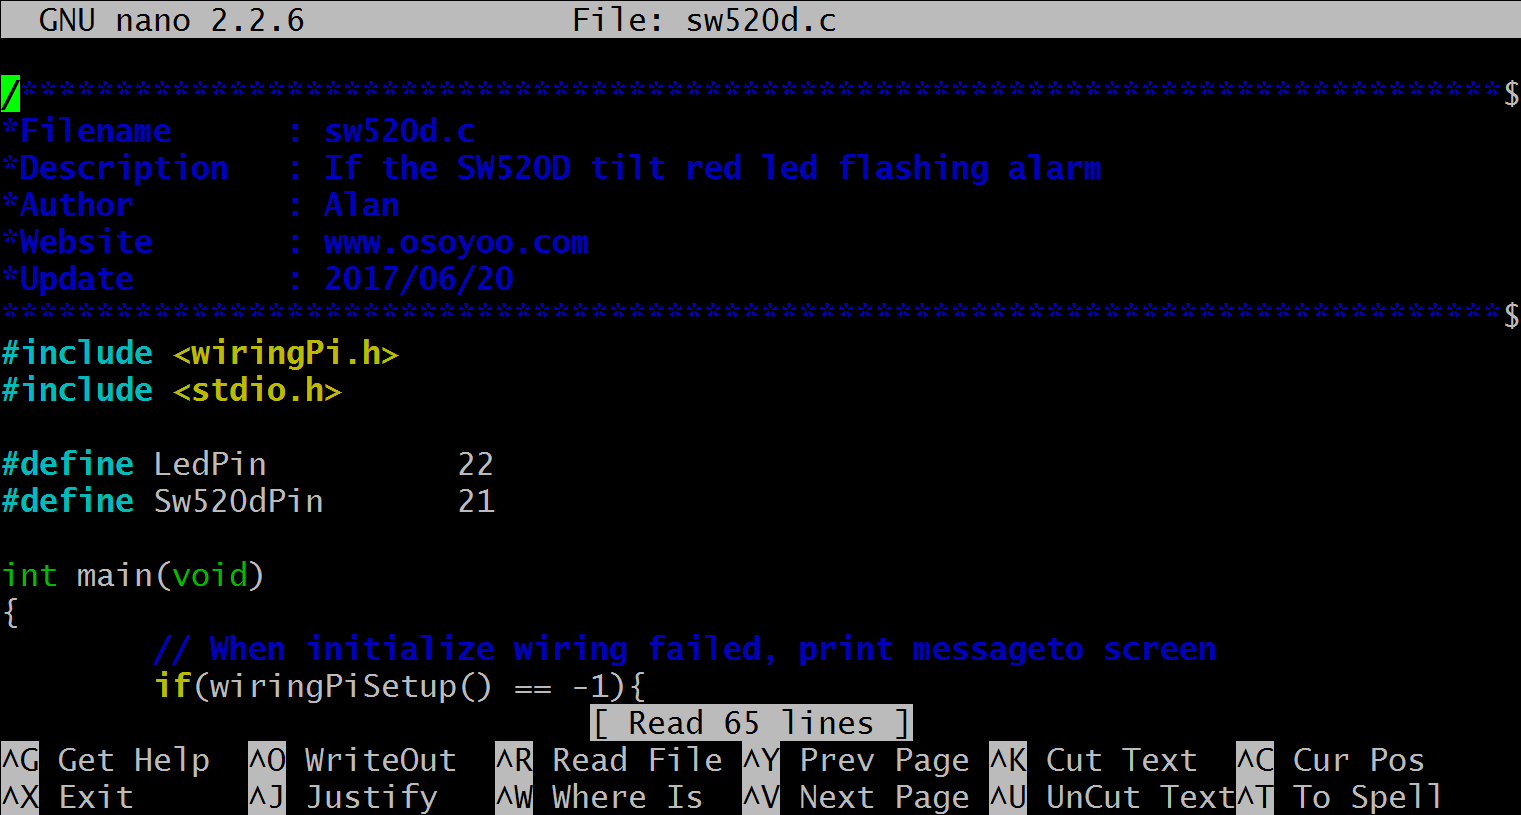 GNU nano 2.2.6 File: sw520d.c
/******************************************************************************$
*Filename : sw520d.c
*Description : If the SW520D tilt red led flashing alarm
*Author : Alan
*Website : www.osoyoo.com
*Update : 2017/06/20
*******************************************************************************$
#include <wiringPi.h>
#include <stdio.h>
#define LedPin 22
#define Sw520dPin 21
int main(void)
{
// When initialize wiring failed, print messageto screen
if(wiringPiSetup() == -1){
[ Read 65 lines ]
^G Get Help ^O WriteOut ^R Read File ^Y Prev Page ^K Cut Text ^C Cur Pos
^X Exit ^J Justify ^W Where Is ^V Next Page ^U UnCut Text ^T To Spell